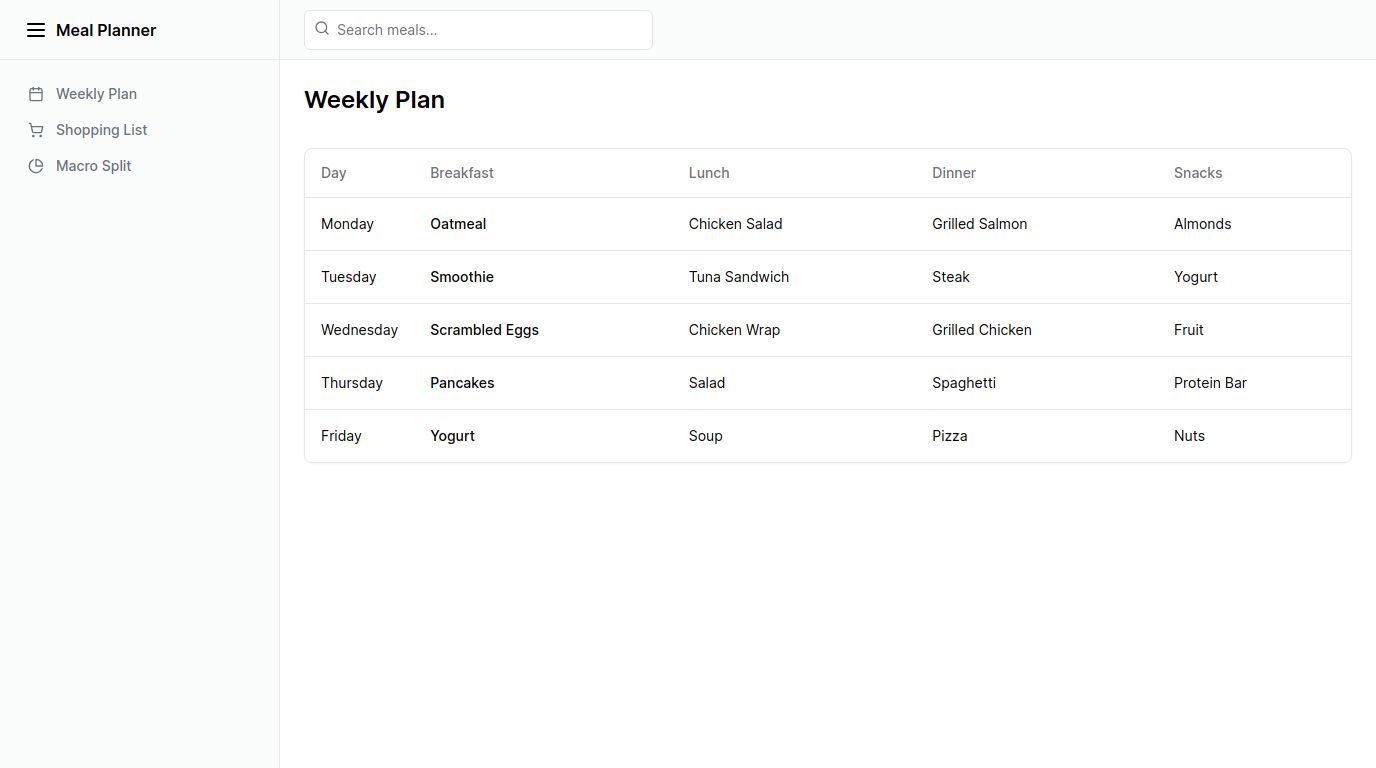 Meal Planner
Search meals...
Weekly Plan
Shopping List
Macro Split
Weekly Plan
Day Breakfast Lunch Dinner Snacks
Monday Oatmeal Chicken Salad Grilled Salmon Almonds
Tuesday Smoothie Tuna Sandwich Steak Yogurt
Wednesday Scrambled Eggs Chicken Wrap Grilled Chicken Fruit
Thursday Pancakes Salad Spaghetti Protein Bar
Friday Yogurt Soup Pizza Nuts